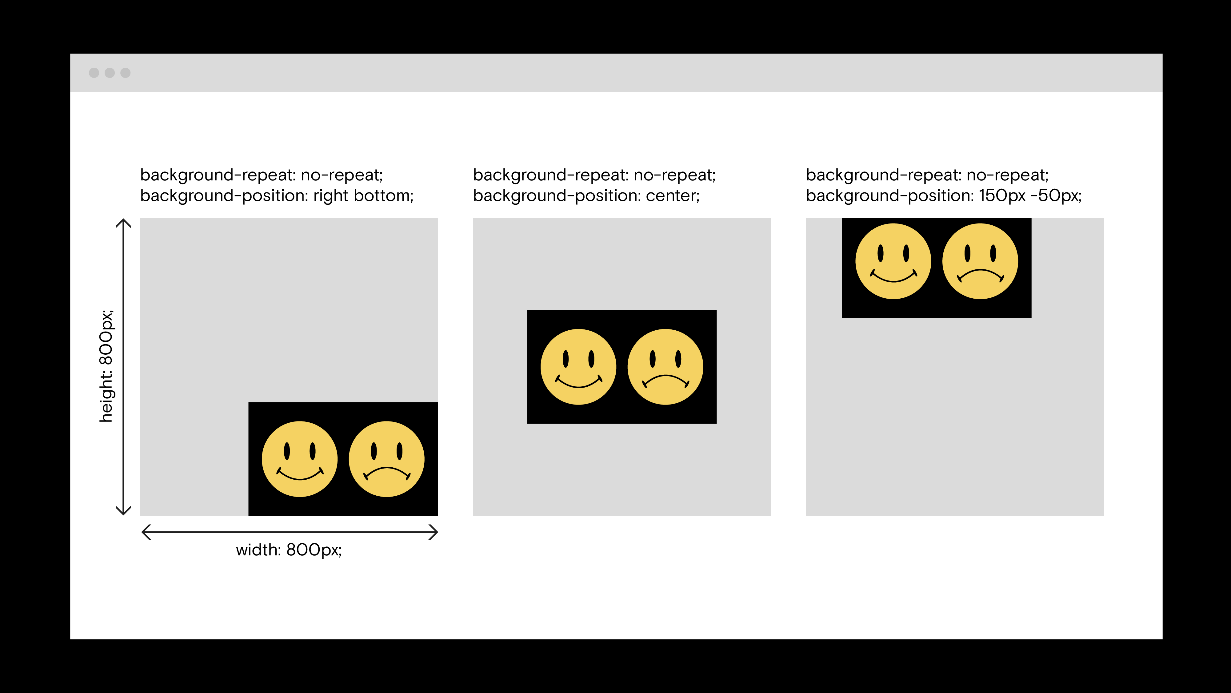 background-repeat: no-repeat;
background-position: right bottom;
background-repeat: no-repeat;
background-position: center;
background-repeat: no-repeat;
background-position: 150px -50px;
height: 800px;
width: 800px;